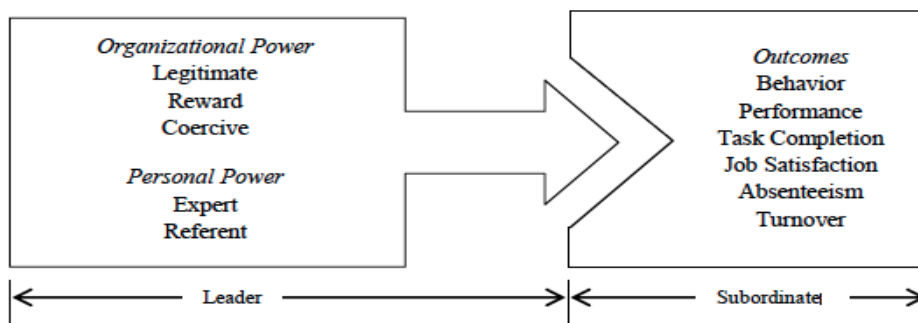 Organizational Power
Legitimate
Reward
Coercive
Personal Power
Expert
Referent
Outcomes
Behavior
Performance
Task Completion
Job Satisfaction
Absenteeism
Turnover
Leader
Subordinate